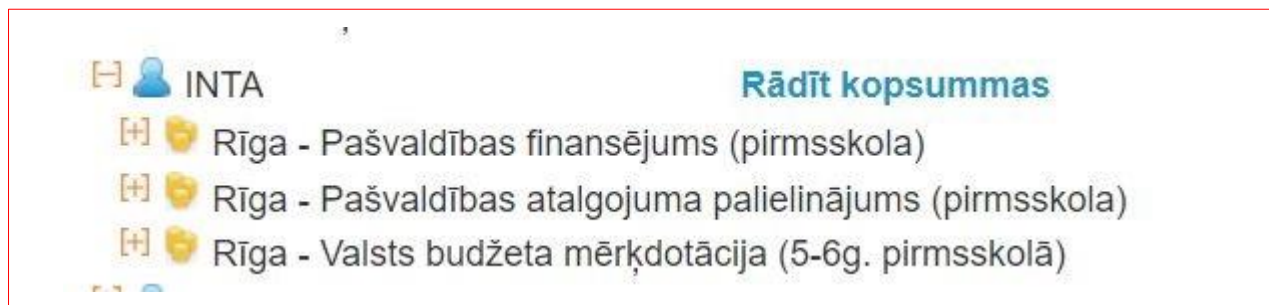 [-] INTA Rādīt kopsummas
[+] Rīga - Pašvaldības finansējums (pirmsskola)
[+] Rīga - Pašvaldības atalgojuma palielinājums (pirmsskola)
[+] Rīga - Valsts budžeta mērķdotācija (5-6g. pirmsskolā)